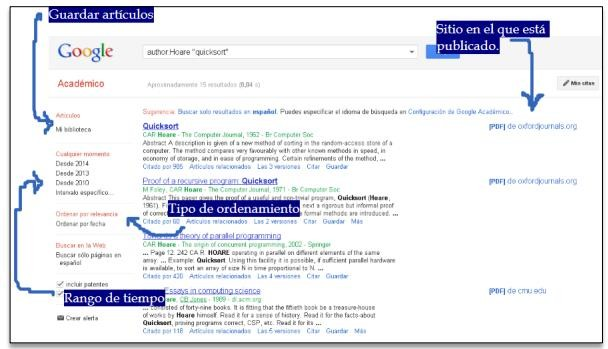 Guardar artículos
Sitio en el que está
publicado.
Google
author:Hoare "quicksort"
Académico
Aproximadamente 15 resultados (0,04 s)
Mis citas
Artículos
Mi biblioteca
Cualquier momento
Desde 2014
Desde 2013
Desde 2010
Intervalo específico...
Ordenar por relevancia
Ordenar por fecha
Buscar en la Web
Buscar sólo páginas en
español
incluir patentes
Crear alerta
Rango de tiempo
Tipo de ordenamiento
Sugerencia: Buscar solo resultados en español. Puedes especificar el idioma de búsqueda en Configuración de Google Académico..
Quicksort
CAR Hoare - The Computer Journal, 1962 - Br Computer Soc
Abstract A description is given of a new method of sorting in the random-access store of a
computer. The method compares very favourably with other known methods in speed, in
economy of storage, and in ease of programming. Certain refinements of the method, ...
Citado por 985 Artículos relacionados Las 3 versiones Citar Guardar
[PDF] de oxfordjournals.org
Proof of a recursive program: Quicksort
M Foley, CAR Hoare - The Computer Journal, 1971 - Br Computer Soc
Abstract This paper gives the proof of a useful and non-trivial program, Quicksort (Hoare,
1961). Fi next a rigorous but informal proof
of correc formal methods are introduced. ...
Citado por 60 Artículos relacionados Las 2 versiones Citar Guardar Más
[PDF] de oxfordjournals.org
Towards a theory of parallel programming
CAR Hoare - The origin of concurrent programming, 2002 - Springer
... Page 12. 242 CA R. HOARE operating in parallel on different elements of the same
array. ... Example: Quicksort. Using this facility it is possible, if sufficient parallel hardware
is available, to sort an array of size N in time proportional to N. ...
Citado por 420 Artículos relacionados Las 4 versiones Citar Guardar
Essays in computing science
are, CB Jones - 1989 - dl.acm.org
consisted of forty-nine books. It is fitting that the fiftieth book be a treasure-house
of works by Hoare himself. Read it for a sense of history. Read it for the facts-about
Quicksort, proving programs correct, CSP, etc. Read it for its ...
Citado por 118 Artículos relacionados Las 5 versiones Citar Guardar Más
[PDF] de cmu.edu